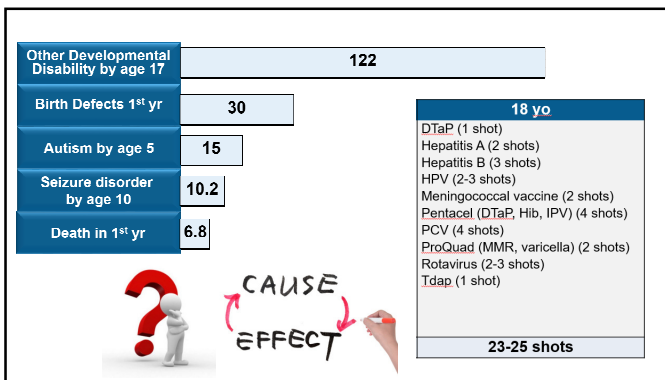 Other Developmental
Disability by age 17
122
Birth Defects 1st yr
30
Autism by age 5
15
Seizure disorder
by age 10
10.2
Death in 1st yr
6.8
18 yo
DTaP (1 shot)
Hepatitis A (2 shots)
Hepatitis B (3 shots)
HPV (2-3 shots)
Meningococcal vaccine (2 shots)
Pentacel (DTaP, Hib, IPV) (4 shots)
PCV (4 shots)
ProQuad (MMR, varicella) (2 shots)
Rotavirus (2-3 shots)
Tdap (1 shot)
23-25 shots
CAUSE
EFFECT